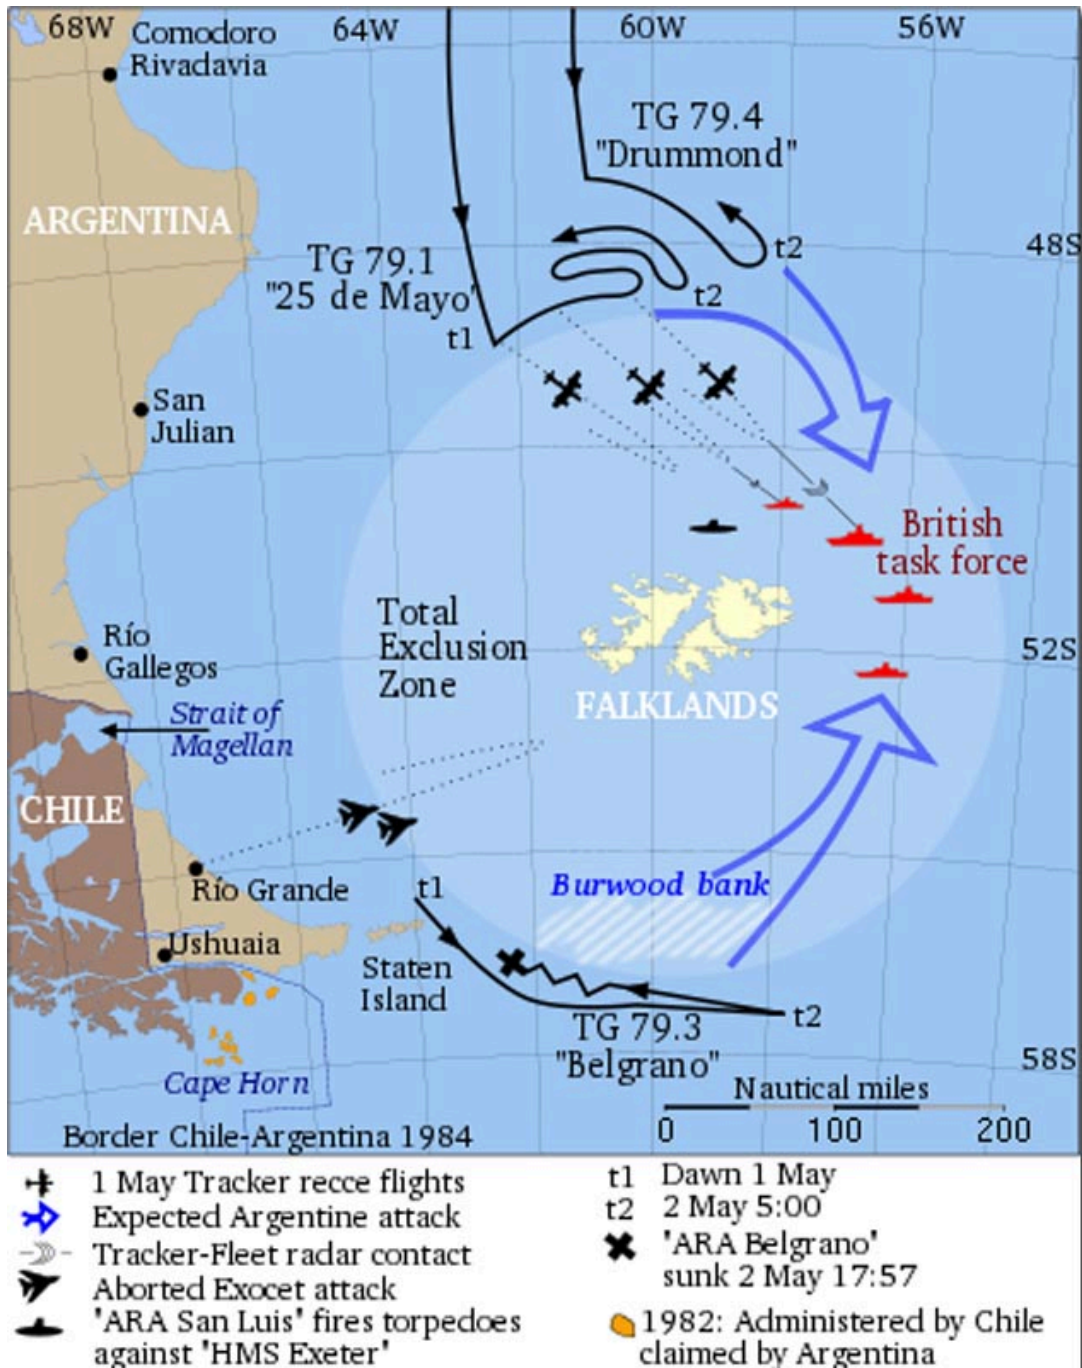 68W
64W
60W
56W
Comodoro
Rivadavia
TG 79.4
"Drummond"
ARGENTINA
48S
t2
TG 79.1
"25 de Mayo"
t2
t1
San
Julian
British
task force
Total
Exclusion
Zone
Río
Gallegos
52S
FALKLANDS
Strait of
Magellan
CHILE
Río Grande
t1
Burwood bank
Ushuaia
Staten
Island
t2
TG 79.3
"Belgrano"
58S
Cape Horn
Nautical miles
0 100 200
Border Chile-Argentina 1984
1 May Tracker recce flights
Expected Argentine attack
Tracker-Fleet radar contact
Aborted Exocet attack
'ARA San Luis' fires torpedoes
against 'HMS Exeter'
t1 Dawn 1 May
t2 2 May 5:00
'ARA Belgrano'
sunk 2 May 17:57
1982: Administered by Chile
claimed by Argentina